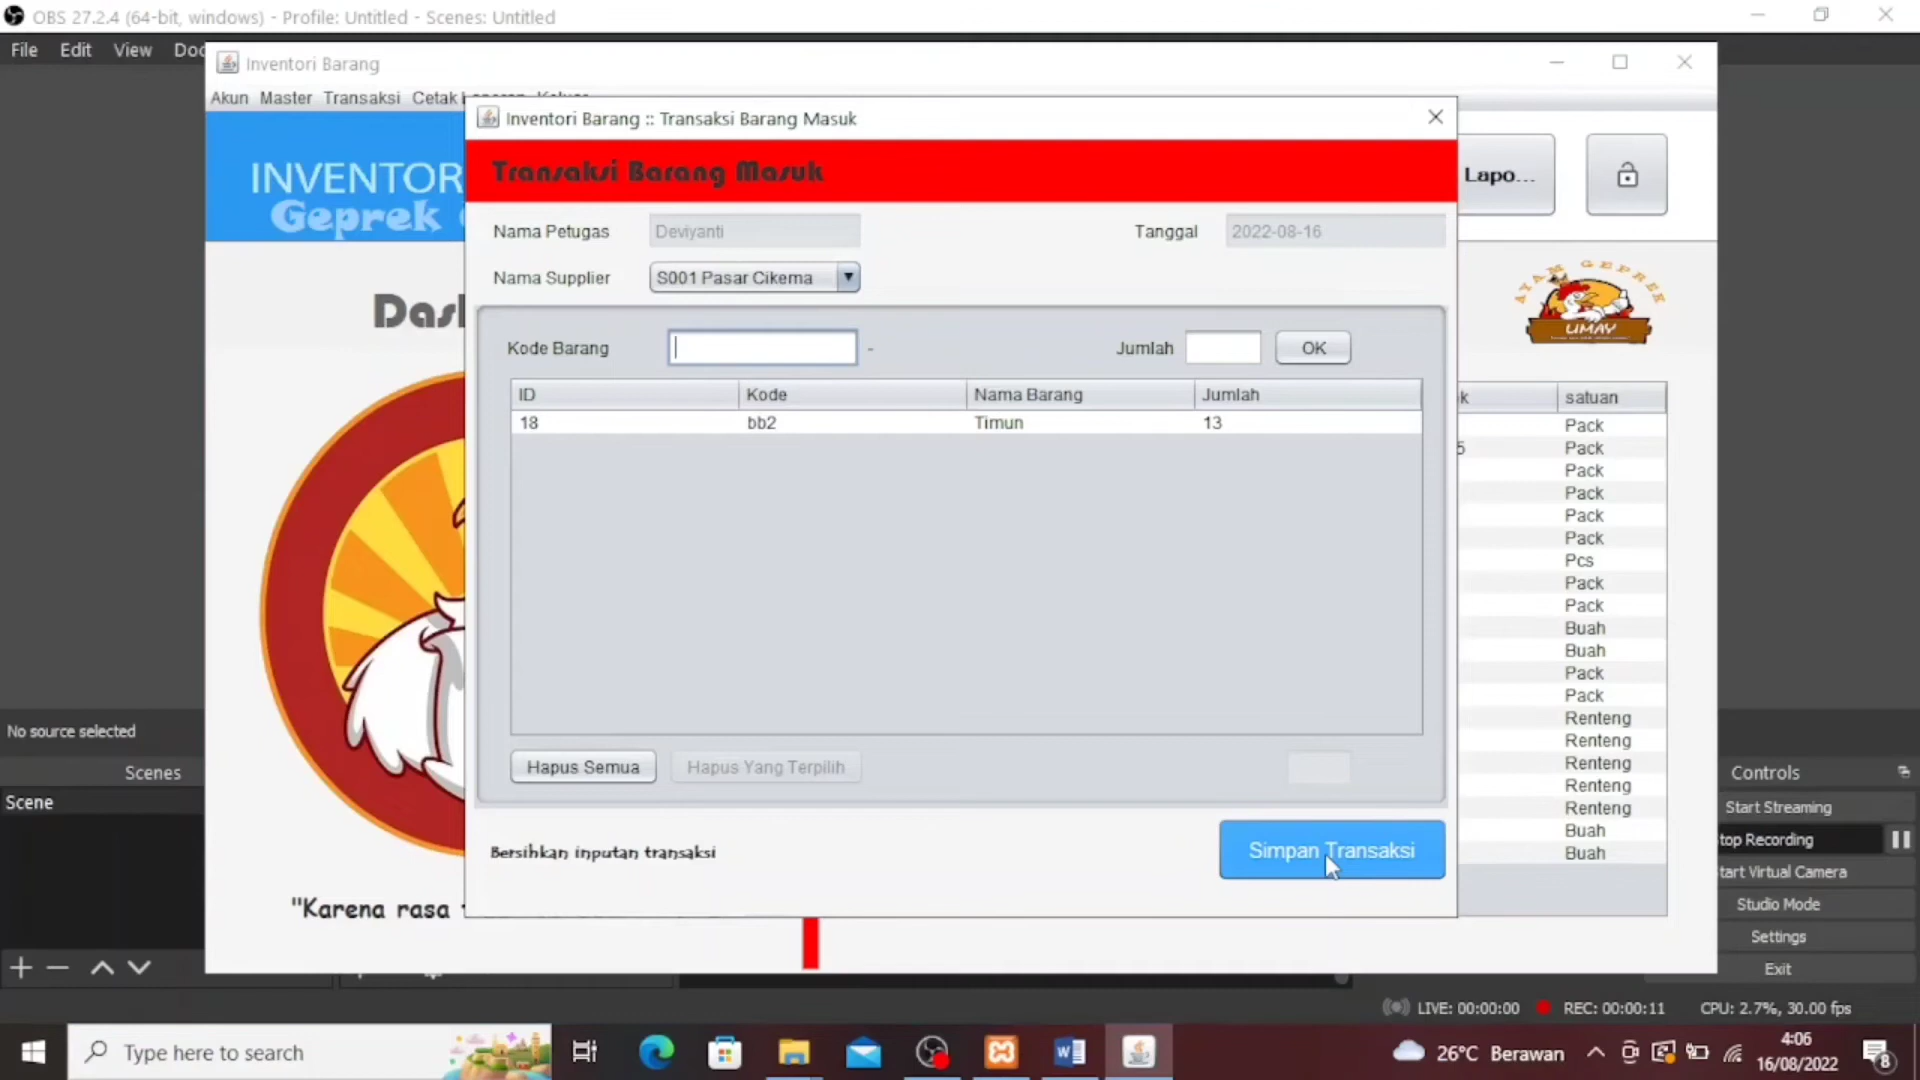 OBS 27.2.4 (64-bit, windows) - Profile: Untitled - Scenes: Untitled
File Edit View
Inventori Barang
Akun Master Transaksi Cetak
Inventori Barang :: Transaksi Barang Masuk
INVENTOR
Geprek
Transaksi Barang Masuk
Lapo...
Nama Petugas Deviyanti Tanggal 2022-08-16
Nama Supplier S001 Pasar Cikema
AYAM GEPREK
UMAY
Kode Barang - Jumlah OK
ID Kode Nama Barang Jumlah
18 bb2 Timun 13
satuan
Pack
5 Pack
Pack
Pack
Pack
Pack
Pcs
Pack
Pack
Buah
Buah
Pack
Pack
Renteng
Renteng
Renteng
Renteng
Renteng
Buah
Buah
Hapus Semua Hapus Yang Terpilih
Bersihkan inputan transaksi
Simpan Transaksi
"Karena rasa
No source selected
Scenes
Scene
Controls
Start Streaming
top Recording
tart Virtual Camera
Studio Mode
Settings
Exit
LIVE: 00:00:00 REC: 00:00:11 CPU: 2.7%, 30.00 fps
Type here to search
26°C Berawan
4:06
16/08/2022
8